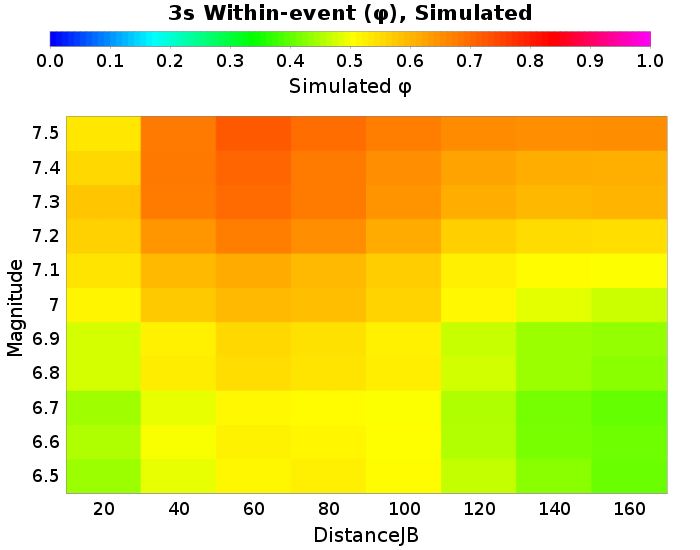 3s Within-event (φ), Simulated
0.0 0.1 0.2 0.3 0.4 0.5 0.6 0.7 0.8 0.9 1.0
Simulated φ
7.5
7.4
7.3
7.2
7.1
7
6.9
6.8
6.7
6.6
6.5
Magnitude
20 40 60 80 100 120 140 160
DistanceJB